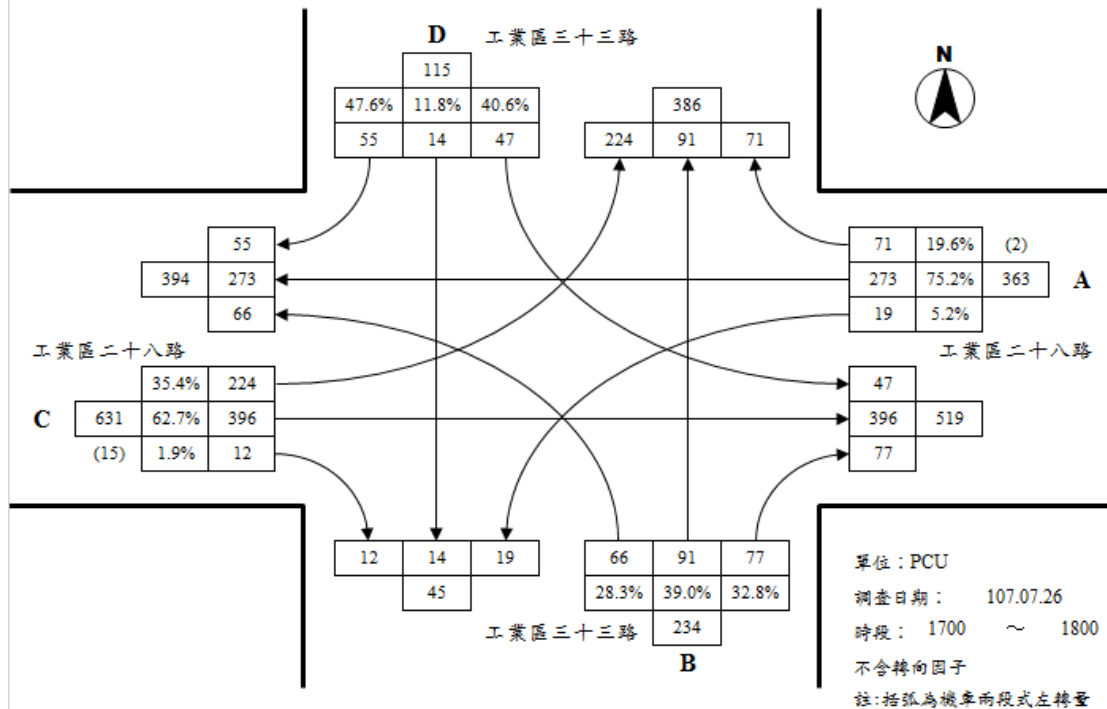 D 工業區三十三路
N
115
47.6% 11.8% 40.6%
55 14 47
386
224 91 71
55
394 273
66
71 19.6% (2)
273 75.2% 363
19 5.2%
A
工業區二十八路
工業區二十八路
35.4% 224
C 631 62.7% 396
(15) 1.9% 12
47
396 519
77
12 14 19
45
66 91 77
28.3% 39.0% 32.8%
工業區三十三路 234
B
單位：PCU
調查日期： 107.07.26
時段： 1700 ～ 1800
不含轉向因子
註:括弧為機車兩段式左轉量